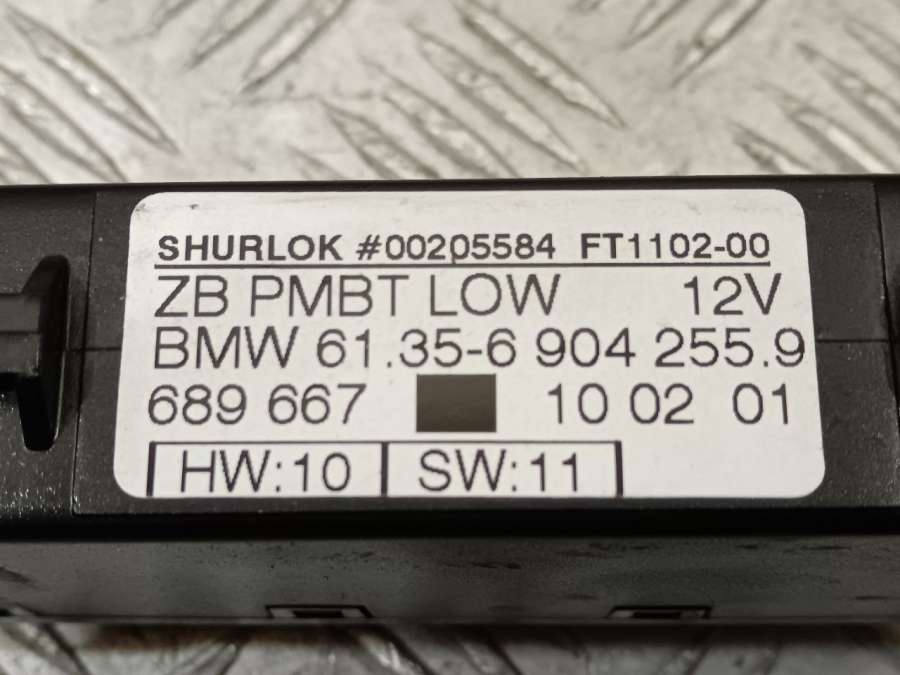 SHURLOK #00205584 FT1102-00
ZB PMBT LOW 12V
BMW 61.35-6 904 255.9
689 667 10 02 01
HW:10 SW:11